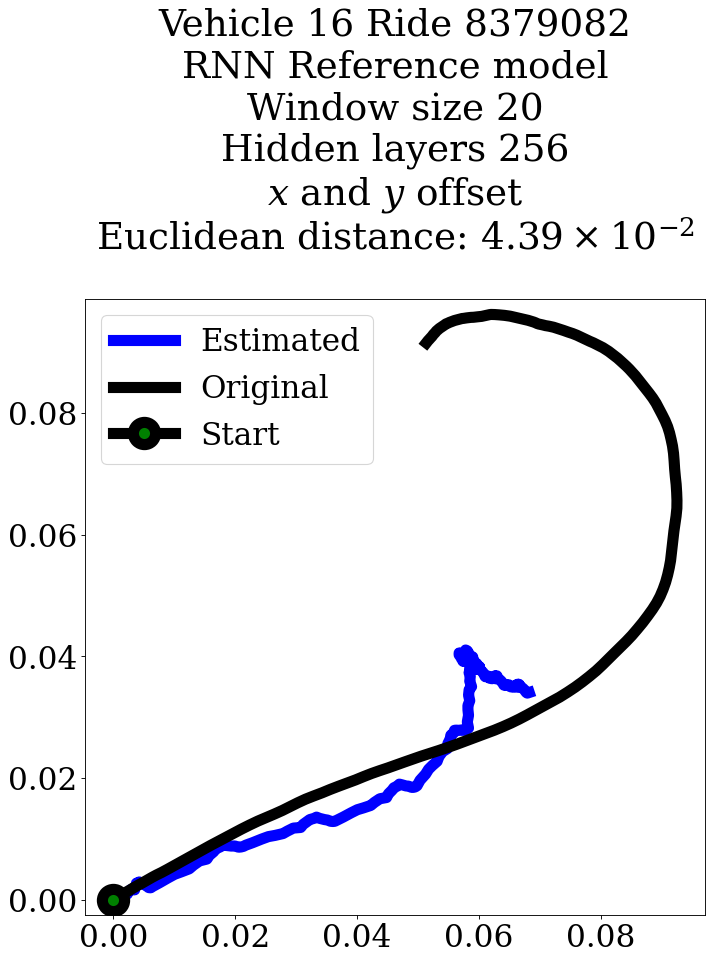 Vehicle 16 Ride 8379082
RNN Reference model
Window size 20
Hidden layers 256
x and y offset
Euclidean distance: 4.39 × 10⁻²
Estimated
Original
Start
0.08
0.06
0.04
0.02
0.00
0.00 0.02 0.04 0.06 0.08